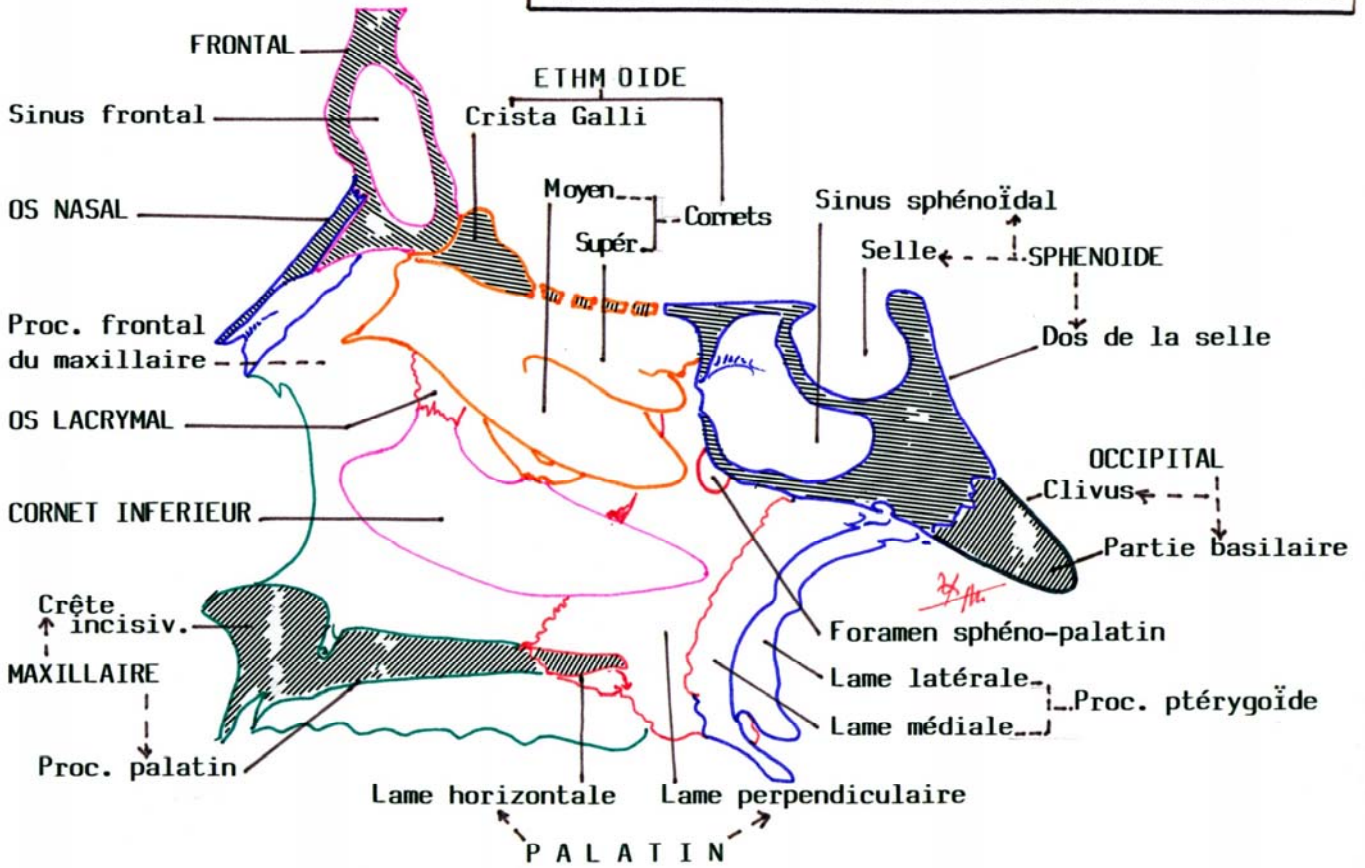 FRONTAL
ETHMOIDE
Sinus frontal
Crista Galli
Moyen
Cornets
Supér.
OS NASAL
Sinus sphénoïdal
Selle
SPHENOIDE
Proc. frontal
du maxillaire
Dos de la selle
OS LACRYMAL
OCCIPITAL
Clivus
CORNET INFERIEUR
Partie basilaire
Crête
incisiv.
Foramen sphéno-palatin
MAXILLAIRE
Lame latérale
Proc. ptérygoïde
Lame médiale
Proc. palatin
Lame horizontale
Lame perpendiculaire
PALATIN